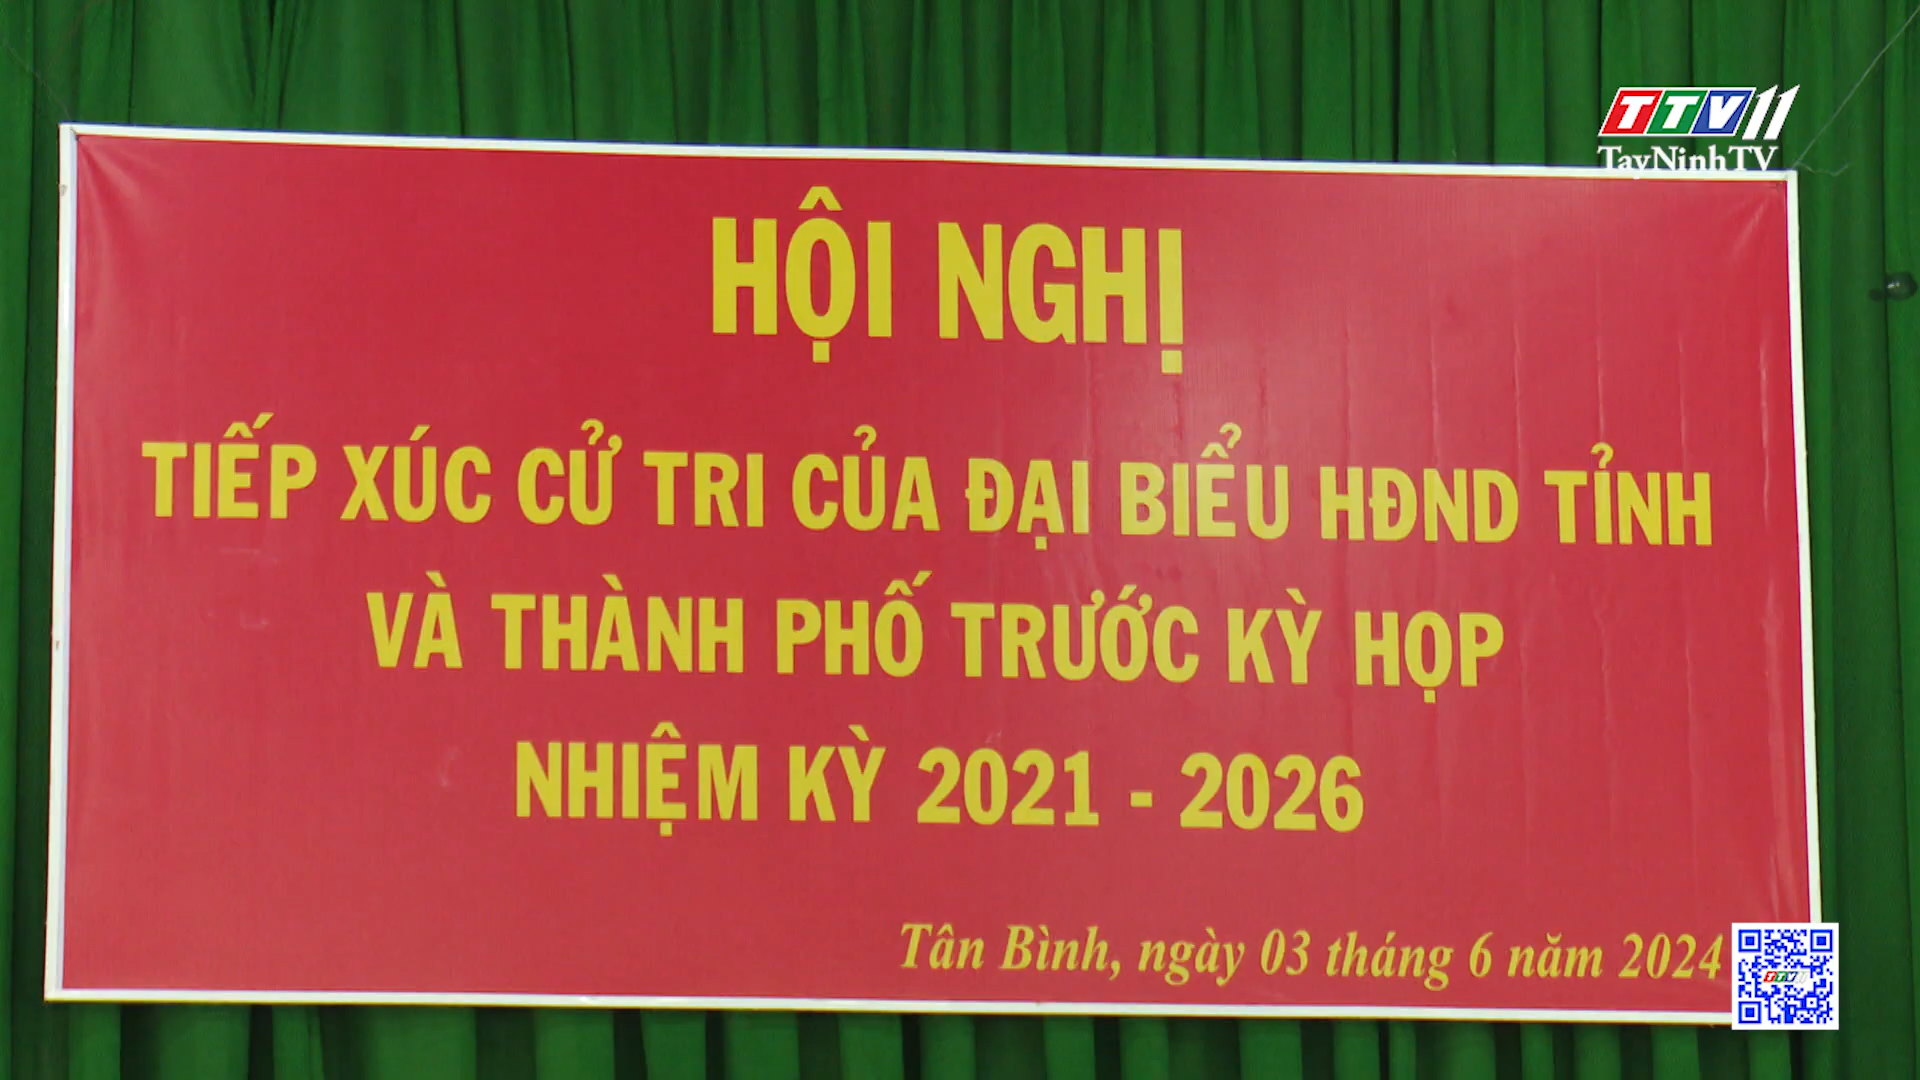 TTV11
TayNinhTV
HỘI NGHỊ
TIẾP XÚC CỬ TRI CỦA ĐẠI BIỂU HĐND TỈNH
VÀ THÀNH PHỐ TRƯỚC KỲ HỌP
NHIỆM KỲ 2021 - 2026
Tân Bình, ngày 03 tháng 6 năm 2024
TTV11